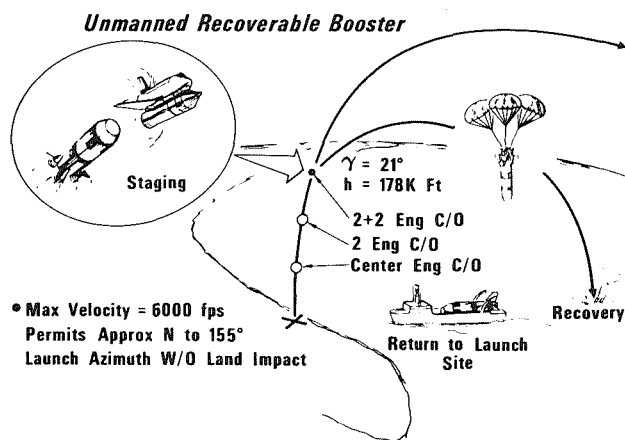 Unmanned Recoverable Booster
Staging
γ = 21°
h = 178K Ft
2+2 Eng C/O
2 Eng C/O
Center Eng C/O
• Max Velocity = 6000 fps
Permits Approx N to 155°
Launch Azimuth W/O Land Impact
Return to Launch
Site
Recovery